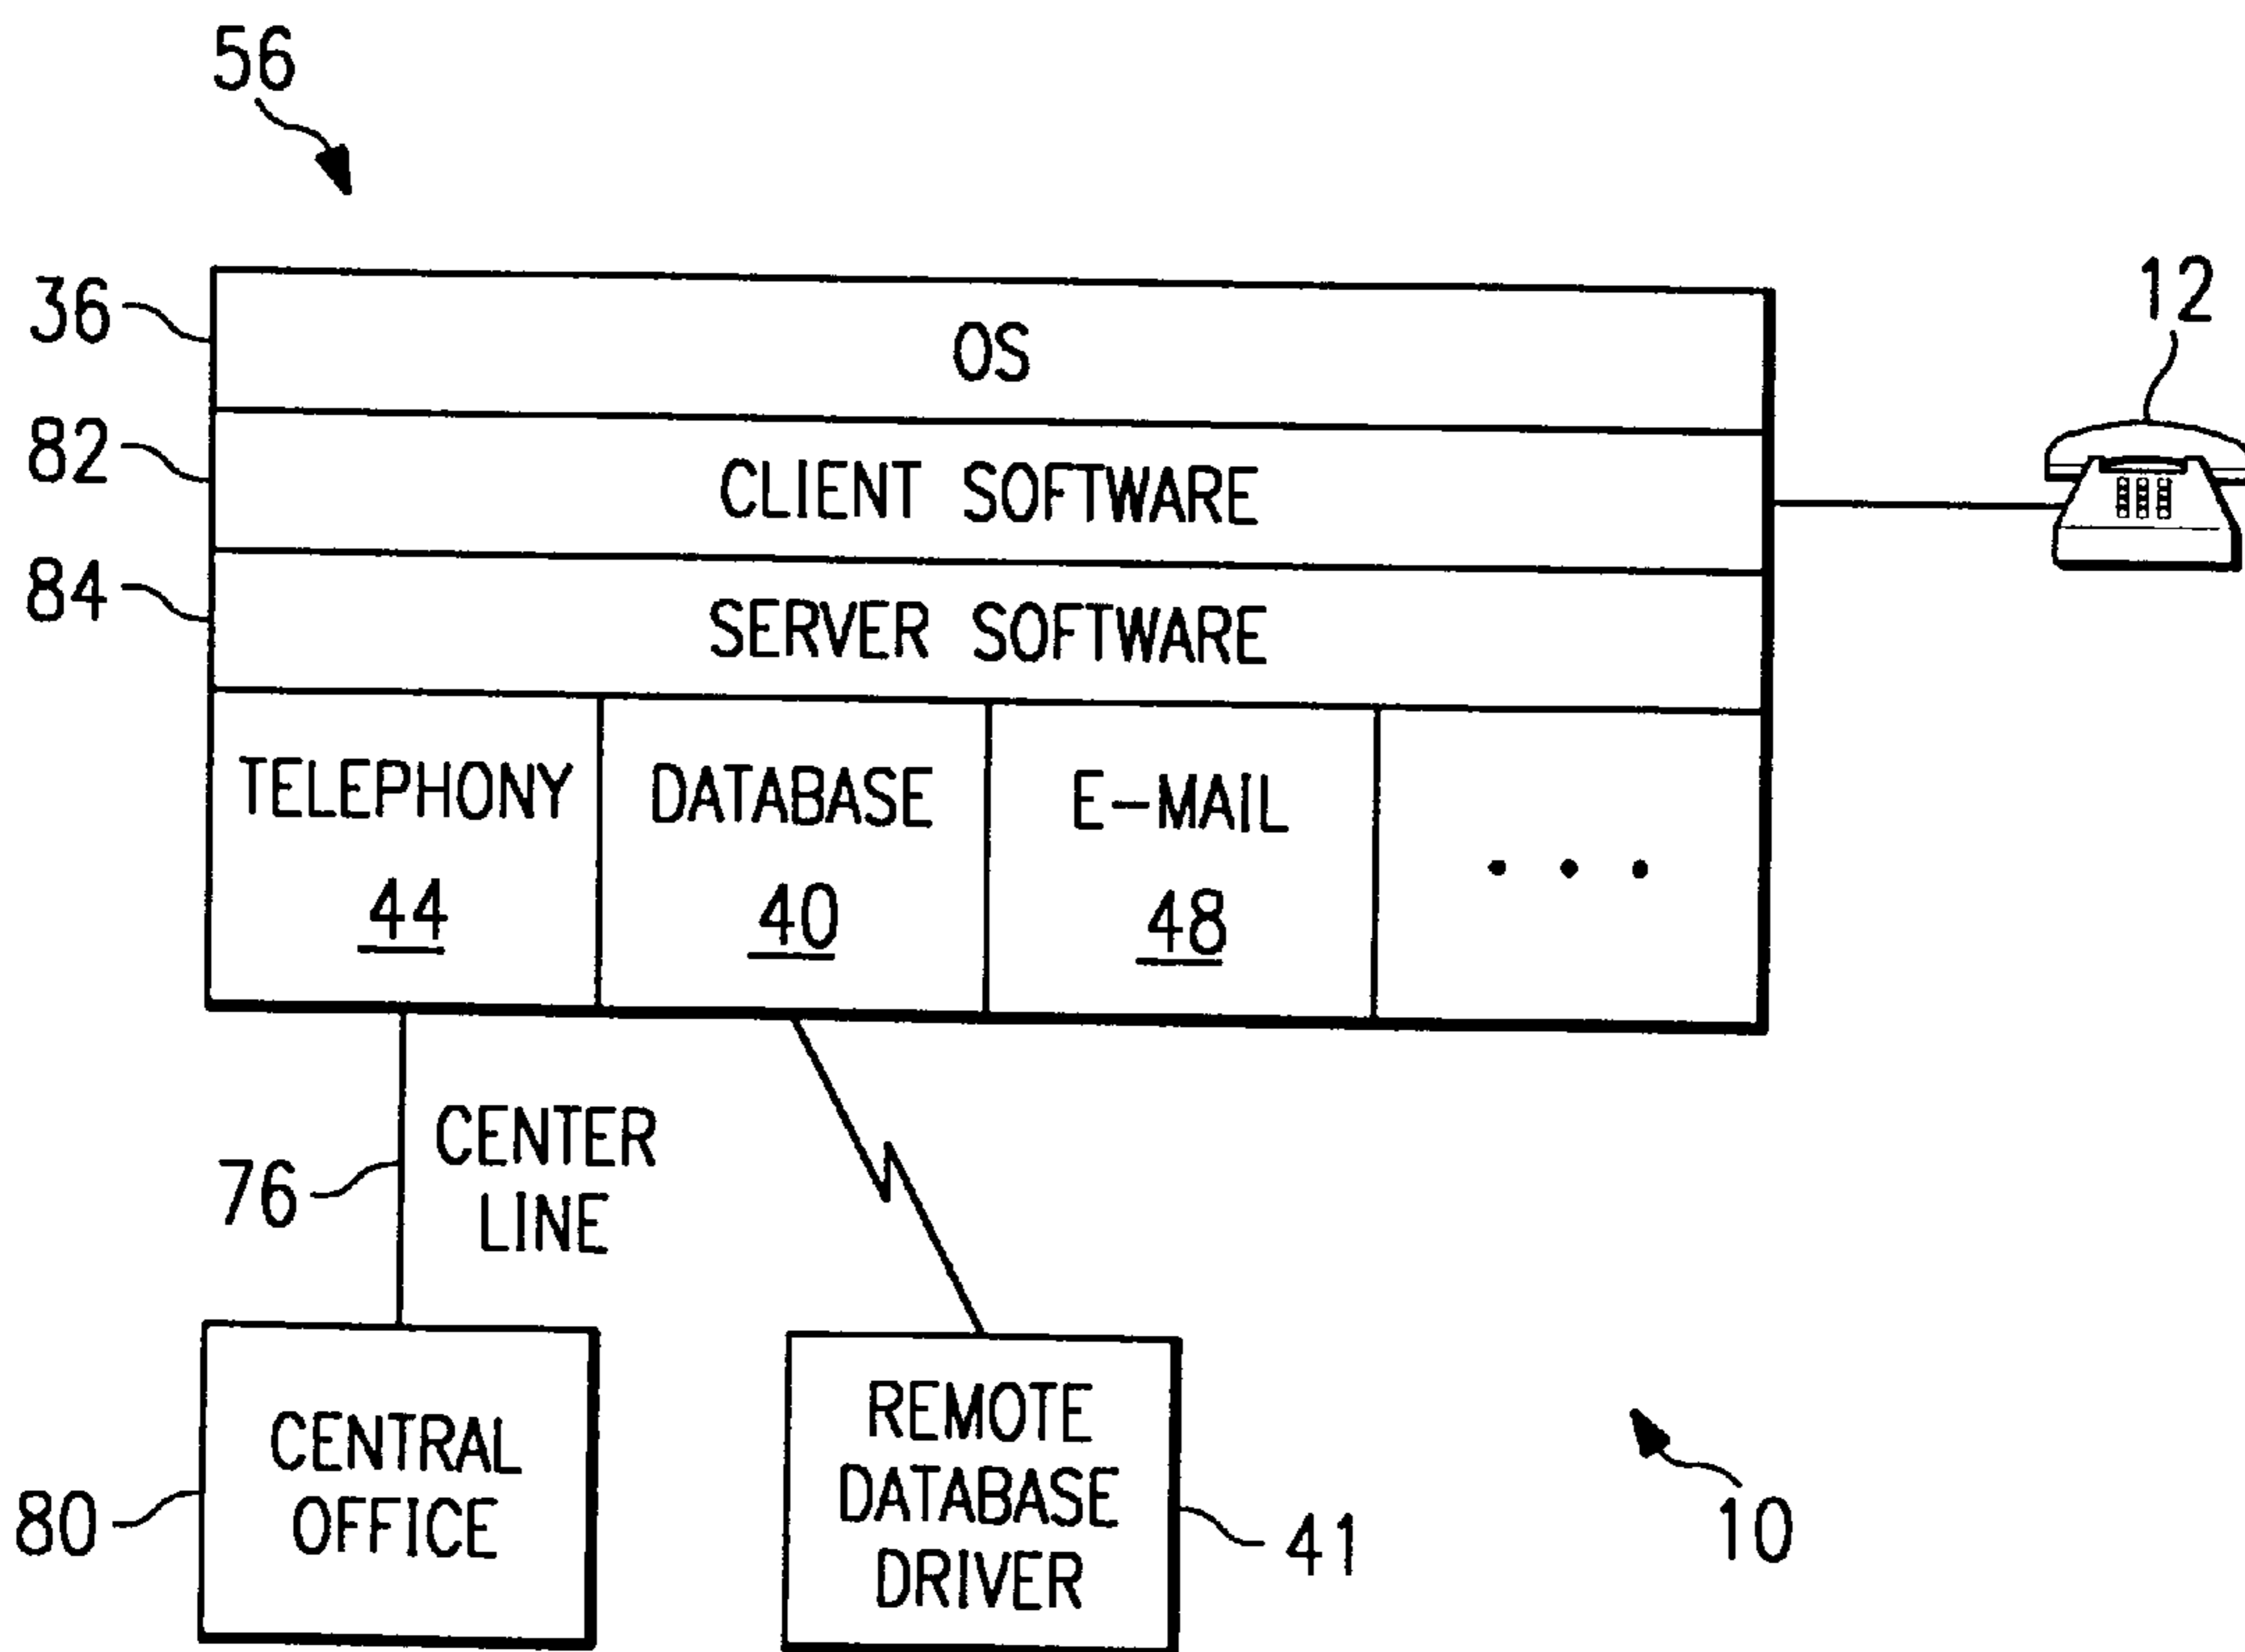 56
36
OS
12
82
CLIENT SOFTWARE
84
SERVER SOFTWARE
TELEPHONY
44
DATABASE
40
E-MAIL
48
• • •
76
CENTER
LINE
80
CENTRAL
OFFICE
REMOTE
DATABASE
DRIVER
41
10